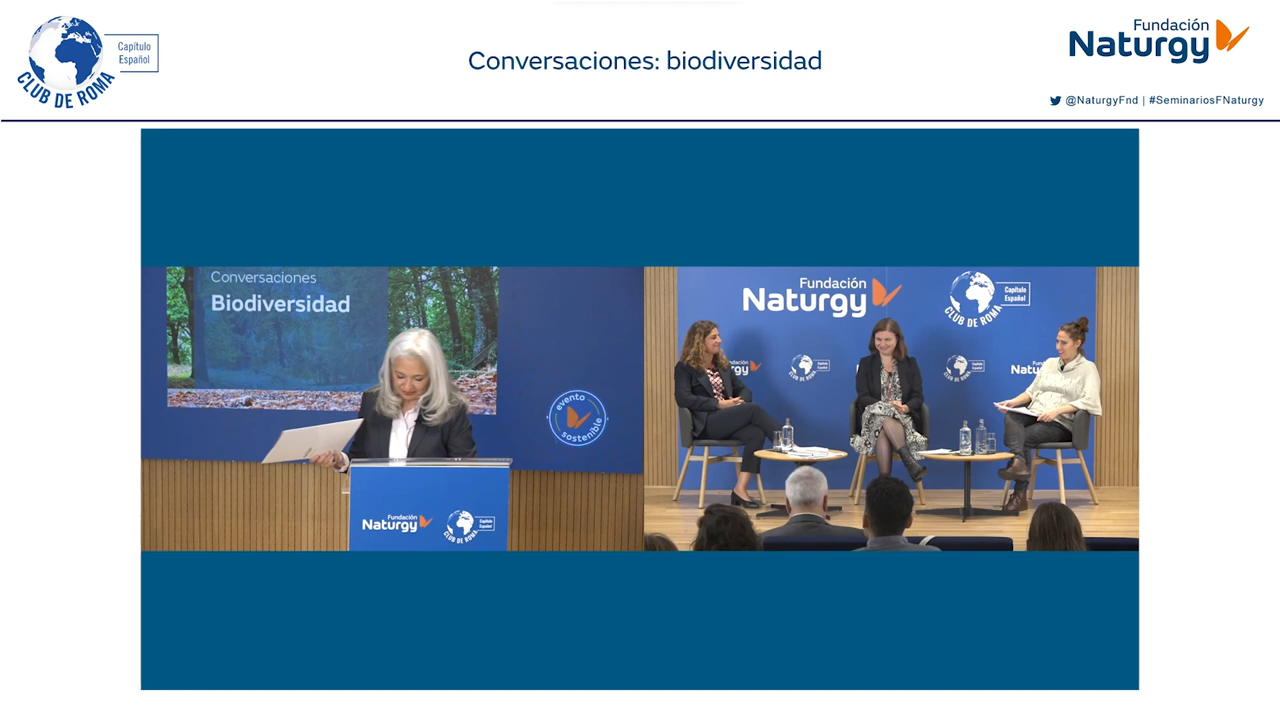 CLUB DE ROMA
Capítulo
Español
Conversaciones: biodiversidad
Fundación
Naturgy
@NaturgyFnd | #SeminariosFNaturgy
Conversaciones
Biodiversidad
evento
sostenible
Fundación
Naturgy
CLUB DE ROMA
Capítulo
Español
Fundación
Naturgy
CLUB DE ROMA
Capítulo
Español